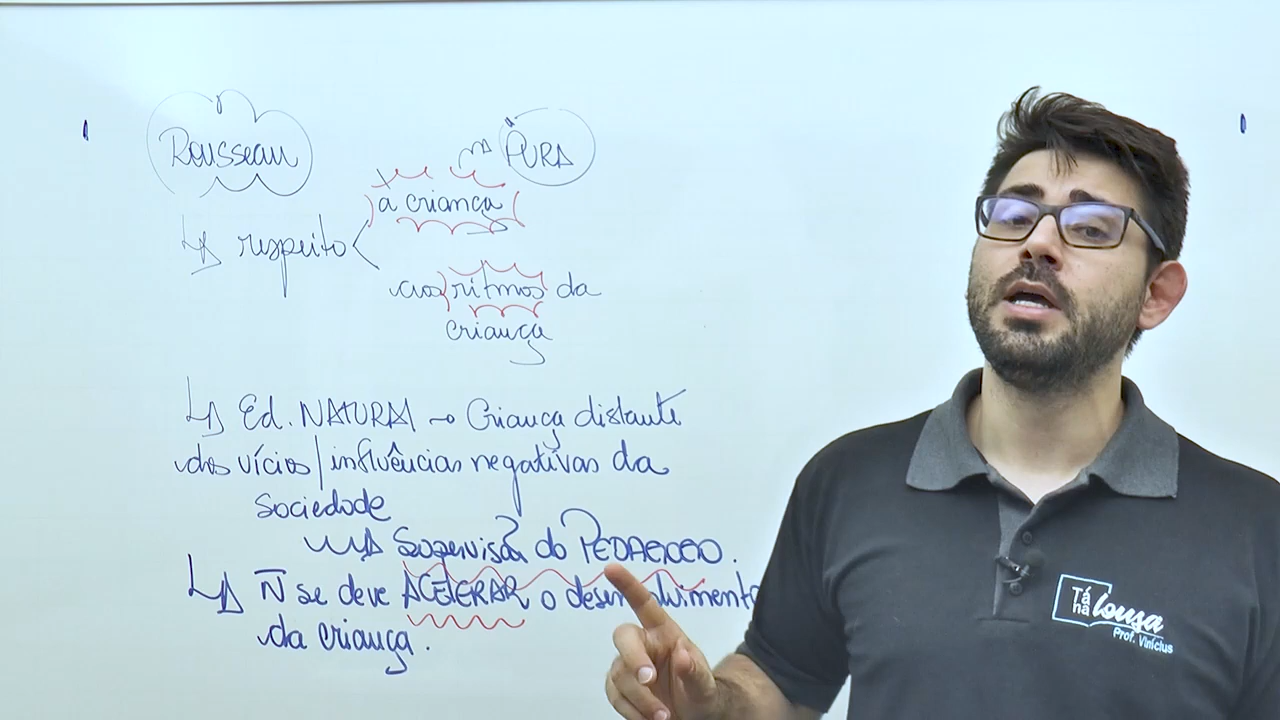 Rousseau
PURA
a criança
respeito
aos ritmos da
criança
Ed. NATURAL Criança distante
dos vícios/influências negativas da
Sociedade
Supervisão do PEDAGOGO.
Ñ se deve ACELERAR o desenvolvimento
da criança.
Tá
na lousa
Prof. Vinícius